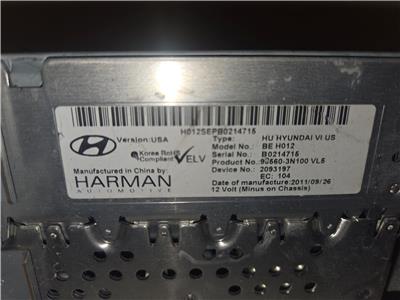 H012SEPB0214715
Version:USA
Type: HU HYUNDAI VI US
Model No.: BE H012
Korea RoHS Compliant ELV
Serial No.: B0214715
Product No.: 96560-3N100 VL5
Manufactured in China by:
Device No.: 2093197
HARMAN
EC: 104
AUTOMOTIVE
Date of manufacture:2011/09/26
12 Volt (Minus on Chassis)